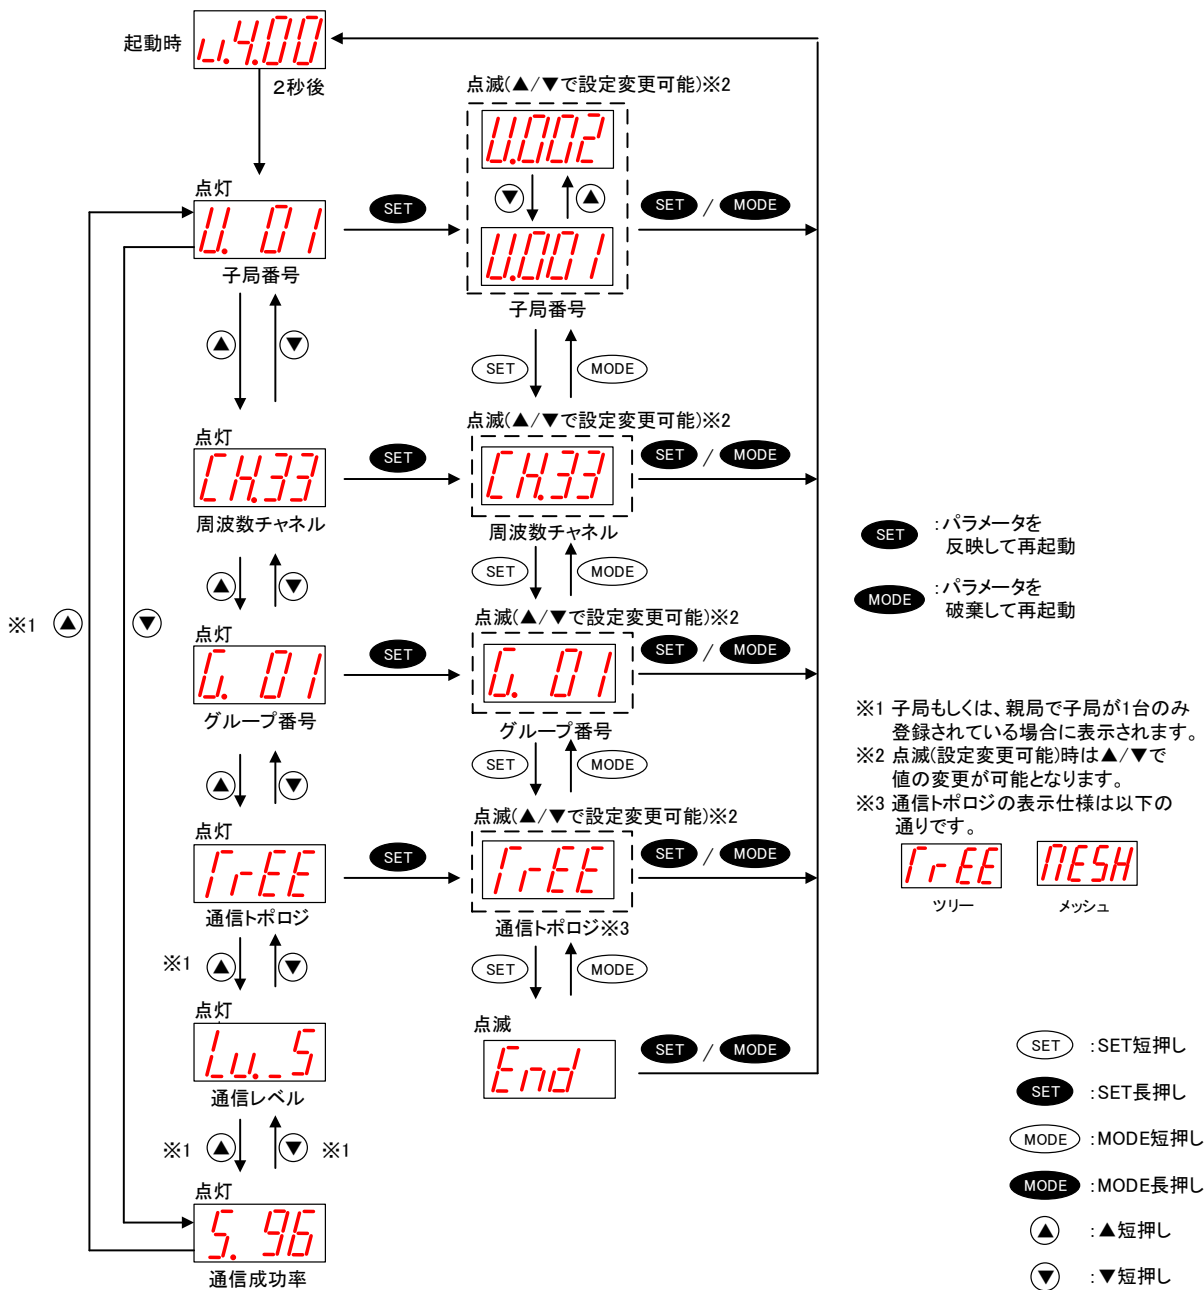 起動時
v.4.00
2秒後
点滅(▲/▼で設定変更可能)※2
U.002
▼
▲
点灯
U. 01
子局番号
SET
U.001
子局番号
SET / MODE
▲
▼
SET
MODE
点灯
CH.33
周波数チャネル
SET
点滅(▲/▼で設定変更可能)※2
CH.33
周波数チャネル
SET / MODE
▲
▼
SET
MODE
※1
▲
▼
点灯
G. 01
グループ番号
SET
点滅(▲/▼で設定変更可能)※2
G. 01
グループ番号
SET / MODE
▲
▼
SET
MODE
点灯
TrEE
通信トポロジ
SET
点滅(▲/▼で設定変更可能)※2
TrEE
通信トポロジ※3
SET / MODE
※1
▲
▼
SET
MODE
点灯
Lv._5
通信レベル
点滅
End
SET / MODE
※1
▲
▼
※1
点灯
S. 96
通信成功率
SET
:パラメータを
反映して再起動
MODE
:パラメータを
破棄して再起動
※1 子局もしくは、親局で子局が1台のみ
登録されている場合に表示されます。
※2 点滅(設定変更可能)時は▲/▼で
値の変更が可能となります。
※3 通信トポロジの表示仕様は以下の
通りです。
TrEE
MESH
ツリー
メッシュ
SET :SET短押し
SET :SET長押し
MODE :MODE短押し
MODE :MODE長押し
▲ :▲短押し
▼ :▼短押し